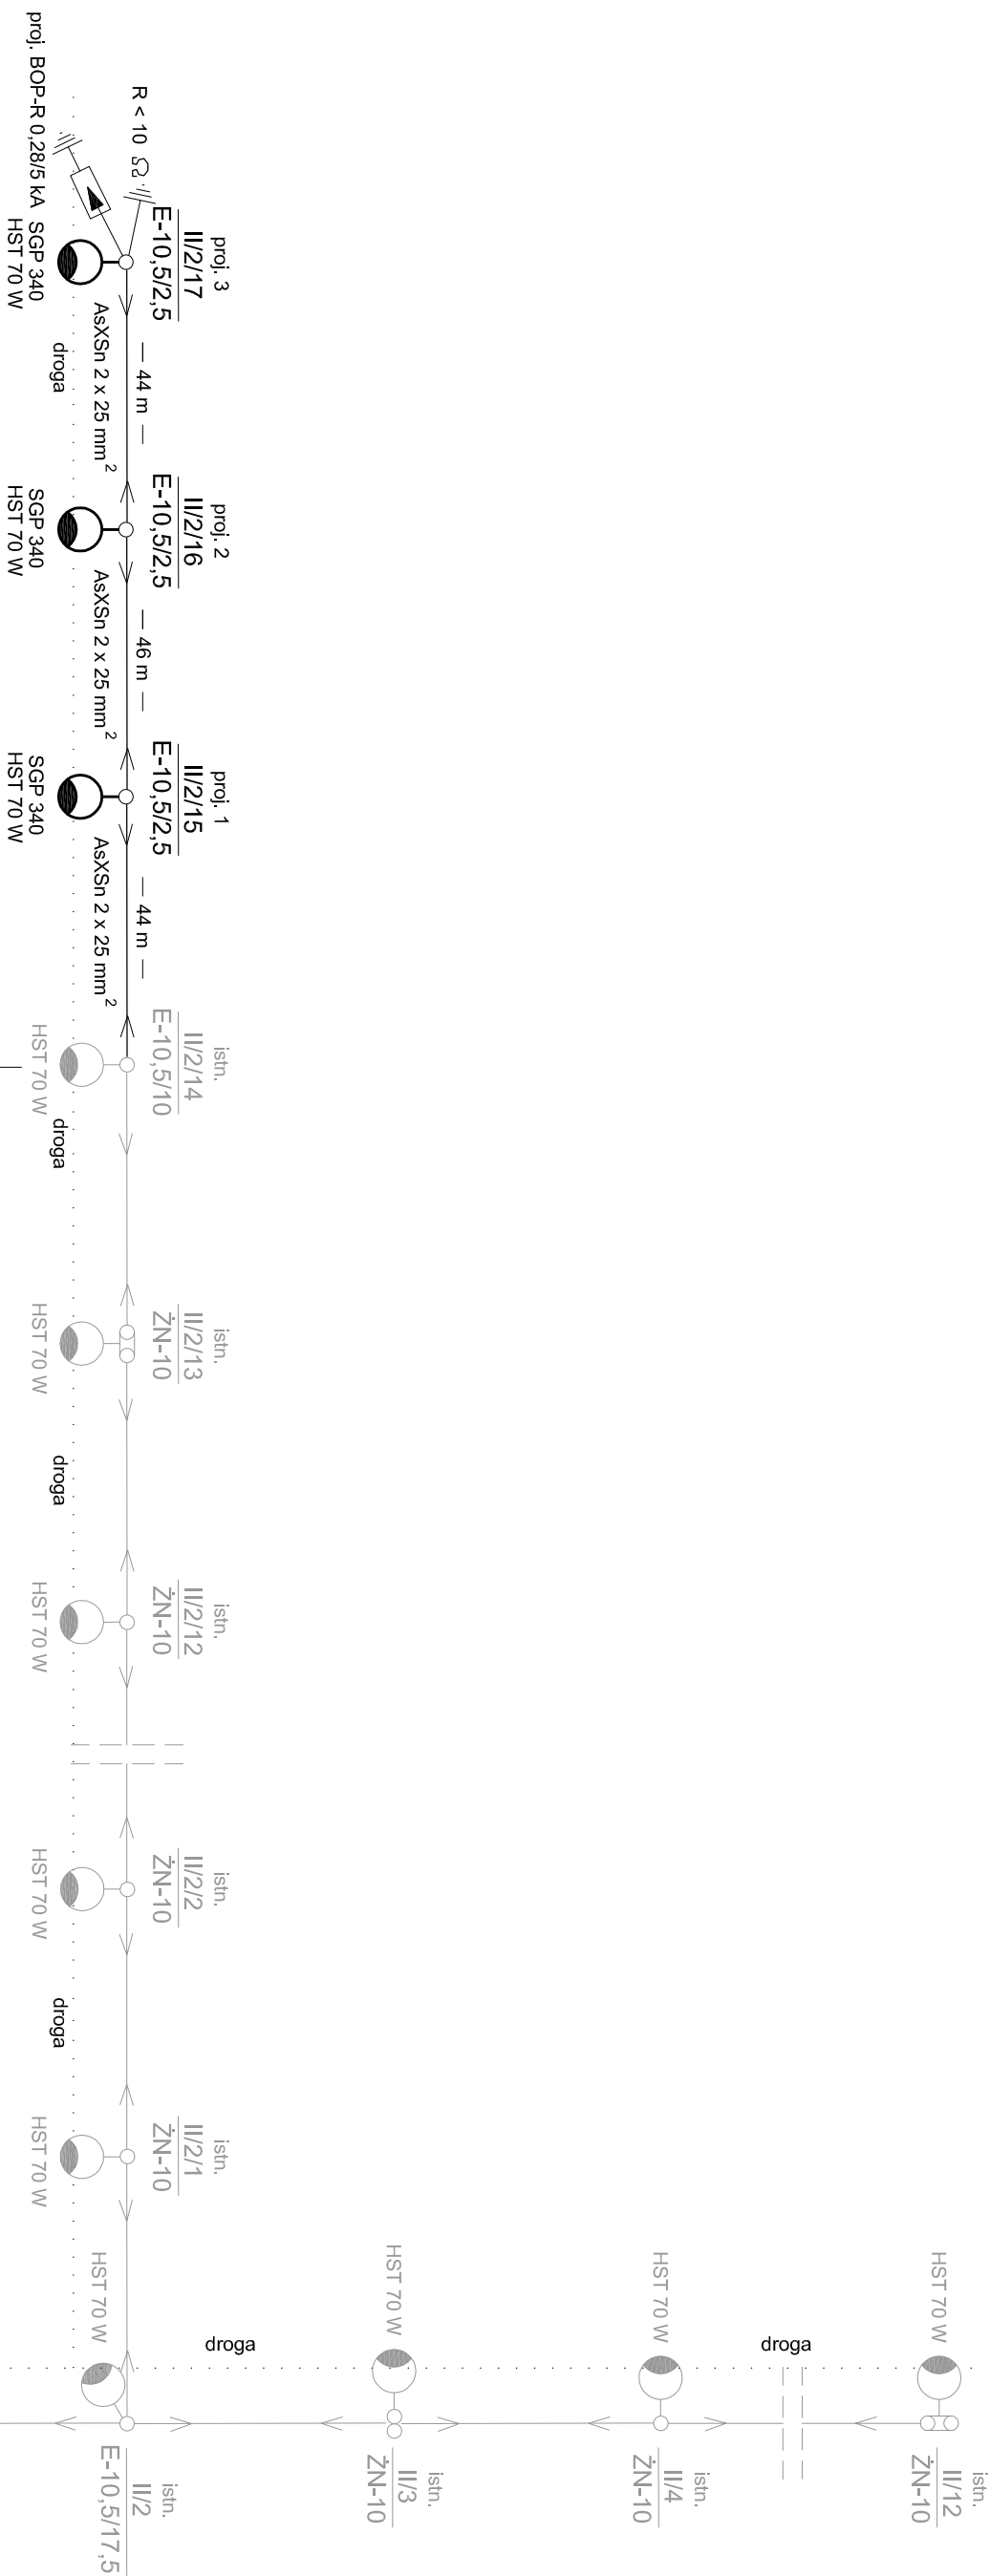 proj. BOP-R 0,28/5 kA
R < 10 Ω
proj. 3
II/2/17
E-10,5/2,5
SGP 340
HST 70 W
AsXSn 2 x 25 mm²
— 44 m —
droga
proj. 2
II/2/16
E-10,5/2,5
SGP 340
HST 70 W
AsXSn 2 x 25 mm²
— 46 m —
proj. 1
II/2/15
E-10,5/2,5
SGP 340
HST 70 W
AsXSn 2 x 25 mm²
— 44 m —
istn.
II/2/14
E-10,5/10
HST 70 W
droga
istn.
II/2/13
ŻN-10
HST 70 W
droga
istn.
II/2/12
ŻN-10
HST 70 W
istn.
II/2/2
ŻN-10
HST 70 W
droga
istn.
II/2/1
ŻN-10
HST 70 W
HST 70 W
istn.
II/2
E-10,5/17,5
droga
HST 70 W
istn.
II/3
ŻN-10
HST 70 W
istn.
II/4
ŻN-10
droga
HST 70 W
istn.
II/12
ŻN-10